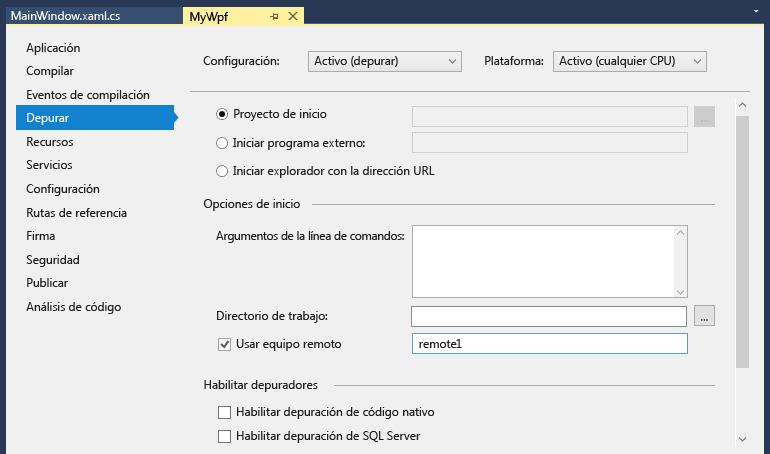 MainWindow.xaml.cs
MyWpf
Aplicación
Compilar
Eventos de compilación
Depurar
Recursos
Servicios
Configuración
Rutas de referencia
Firma
Seguridad
Publicar
Análisis de código
Configuración: Activo (depurar) Plataforma: Activo (cualquier CPU)
Proyecto de inicio ...
Iniciar programa externo:
Iniciar explorador con la dirección URL
Opciones de inicio
Argumentos de la línea de comandos:
Directorio de trabajo: ...
Usar equipo remoto remote1
Habilitar depuradores
Habilitar depuración de código nativo
Habilitar depuración de SQL Server